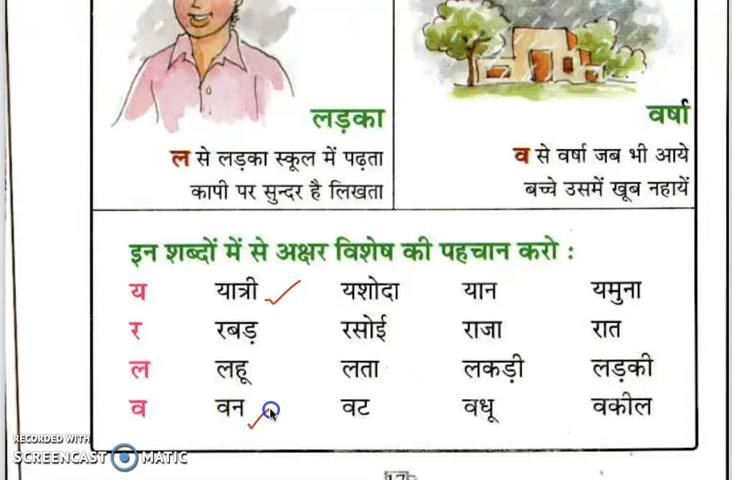 लड़का
ल से लड़का स्कूल में पढ़ता
कापी पर सुन्दर है लिखता
वर्षा
व से वर्षा जब भी आये
बच्चे उसमें खूब नहायें
इन शब्दों में से अक्षर विशेष की पहचान करो :
य यात्री यशोदा यान यमुना
र रबड़ रसोई राजा रात
ल लहू लता लकड़ी लड़की
व वन वट वधू वकील
RECORDED WITH
SCREENCAST MATIC
17